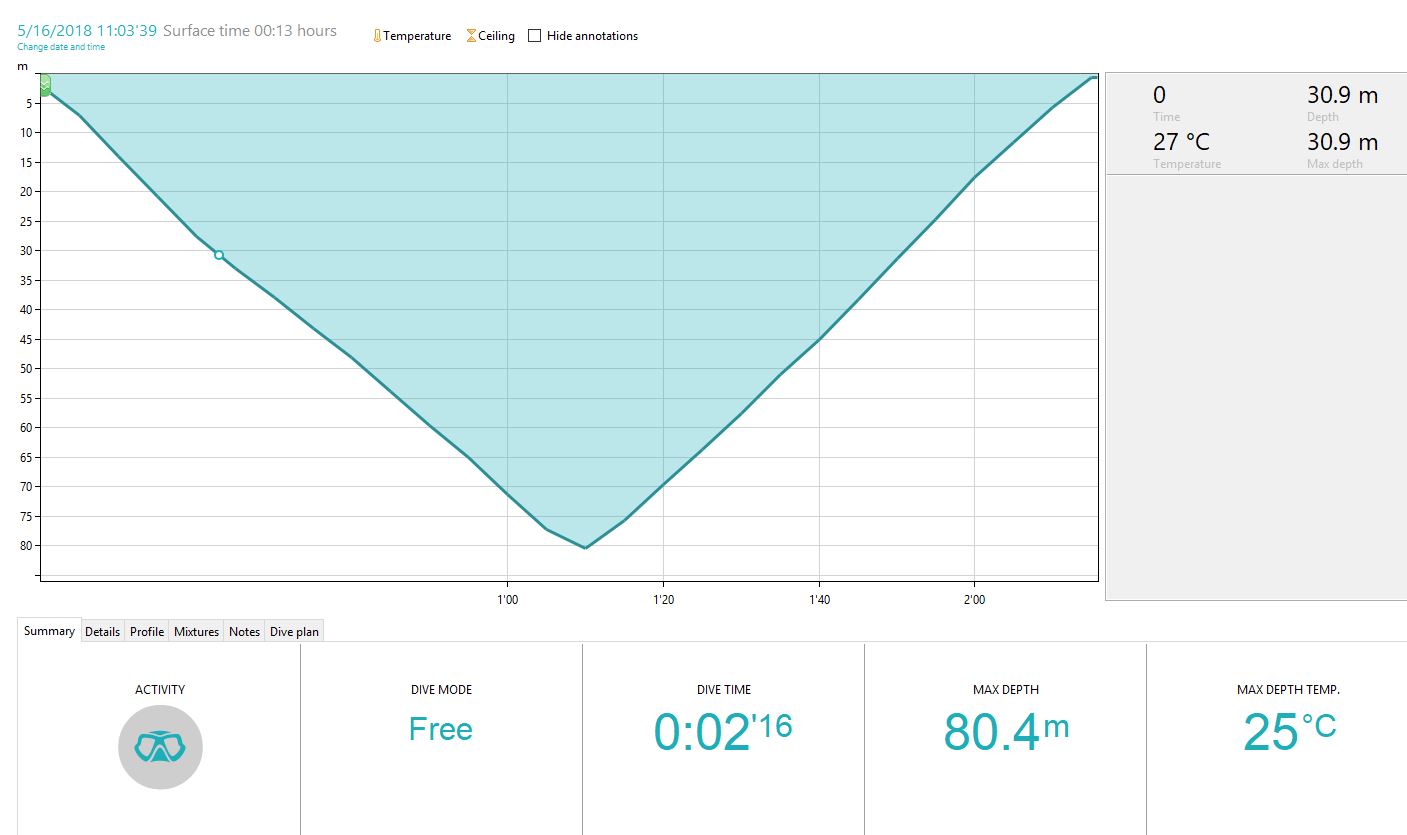 5/16/2018 11:03'39 Surface time 00:13 hours
Change date and time
Temperature Ceiling Hide annotations
m
5
10
15
20
25
30
35
40
45
50
55
60
65
70
75
80
1'00 1'20 1'40 2'00
0 30.9 m
Time Depth
27 °C 30.9 m
Temperature Max depth
Summary Details Profile Mixtures Notes Dive plan
ACTIVITY DIVE MODE DIVE TIME MAX DEPTH MAX DEPTH TEMP.
Free 0:02'16 80.4m 25°C